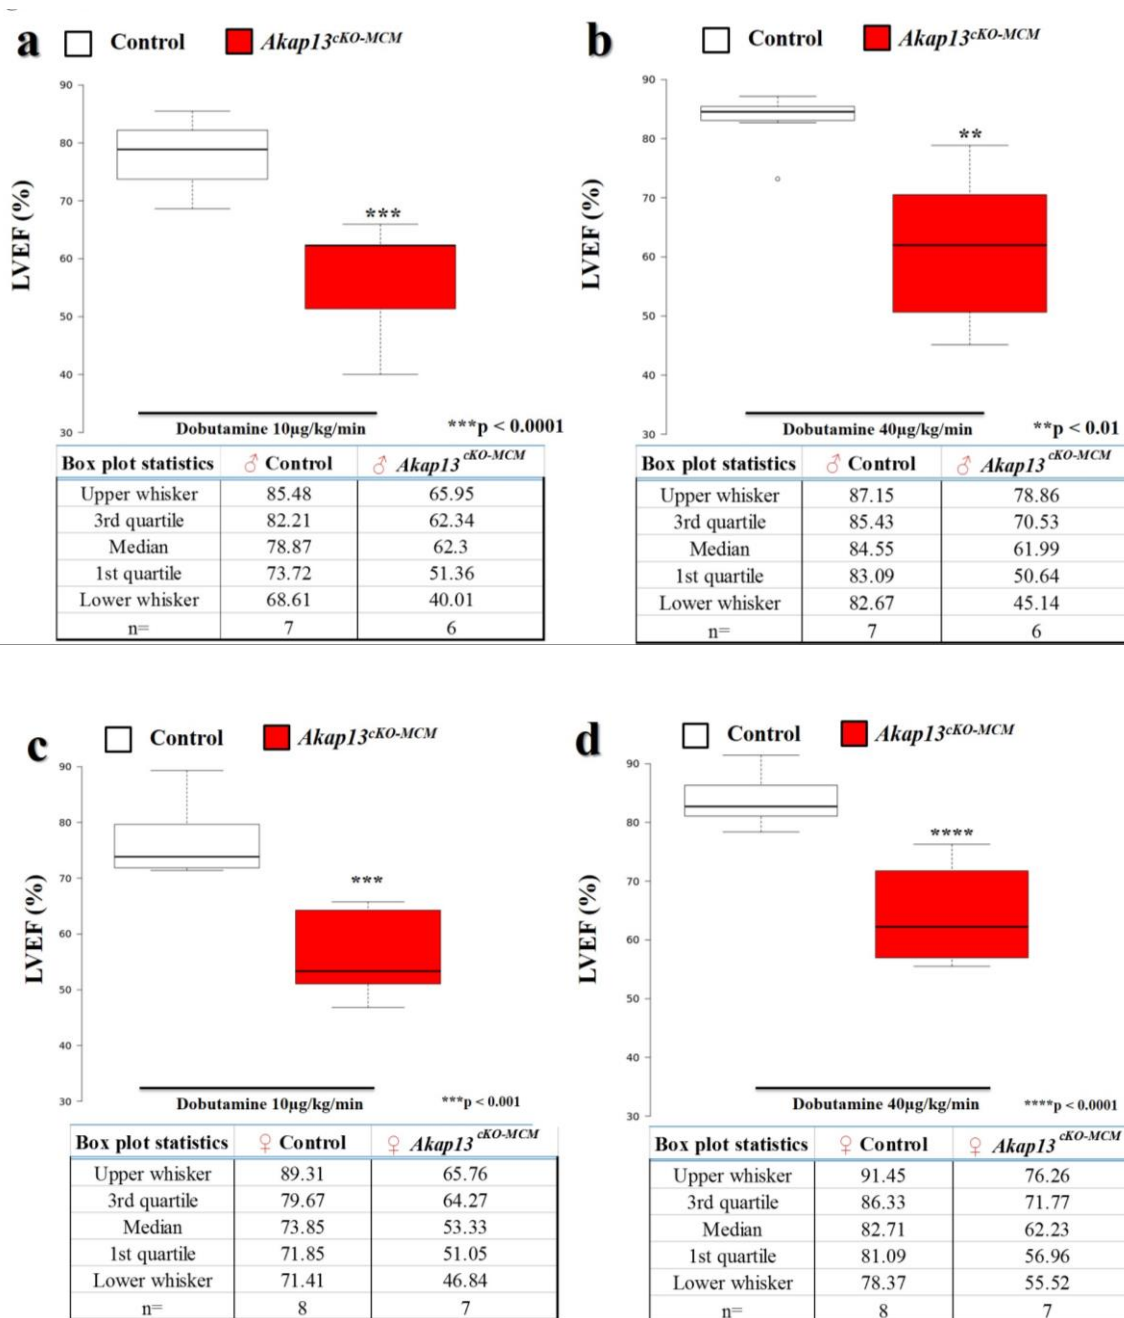 a Control Akap13cKO-MCM
b Control Akap13cKO-MCM
90
80
70
60
50
40
30
LVEF (%)
***
Dobutamine 10µg/kg/min
***p < 0.0001
90
80
70
60
50
40
30
LVEF (%)
**
Dobutamine 40µg/kg/min
**p < 0.01
Box plot statistics ♂ Control ♂ Akap13cKO-MCM
Upper whisker 85.48 65.95
3rd quartile 82.21 62.34
Median 78.87 62.3
1st quartile 73.72 51.36
Lower whisker 68.61 40.01
n= 7 6
Box plot statistics ♂ Control ♂ Akap13cKO-MCM
Upper whisker 87.15 78.86
3rd quartile 85.43 70.53
Median 84.55 61.99
1st quartile 83.09 50.64
Lower whisker 82.67 45.14
n= 7 6
c Control Akap13cKO-MCM
d Control Akap13cKO-MCM
90
80
70
60
50
40
30
LVEF (%)
***
Dobutamine 10µg/kg/min
***p < 0.001
90
80
70
60
50
40
30
LVEF (%)
****
Dobutamine 40µg/kg/min
****p < 0.0001
Box plot statistics ♀ Control ♀ Akap13cKO-MCM
Upper whisker 89.31 65.76
3rd quartile 79.67 64.27
Median 73.85 53.33
1st quartile 71.85 51.05
Lower whisker 71.41 46.84
n= 8 7
Box plot statistics ♀ Control ♀ Akap13cKO-MCM
Upper whisker 91.45 76.26
3rd quartile 86.33 71.77
Median 82.71 62.23
1st quartile 81.09 56.96
Lower whisker 78.37 55.52
n= 8 7